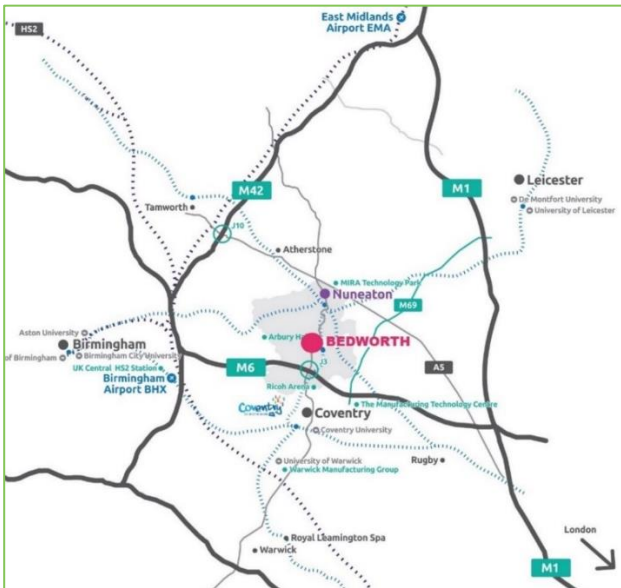 East Midlands
Airport EMA
HS2
M42
M1
Leicester
De Montfort University
University of Leicester
Tamworth
J10
Atherstone
MIRA Technology Park
Nuneaton
M69
Aston University
Birmingham
Arbury Ha
BEDWORTH
of Birmingham
Birmingham City University
UK Central HS2 Station
Birmingham
Airport BHX
M6
J3
A5
Ricoh Arena
Coventry
Coventry
The Manufacturing Technology Centre
Coventry University
University of Warwick
Warwick Manufacturing Group
Rugby
Royal Leamington Spa
Warwick
London
M1